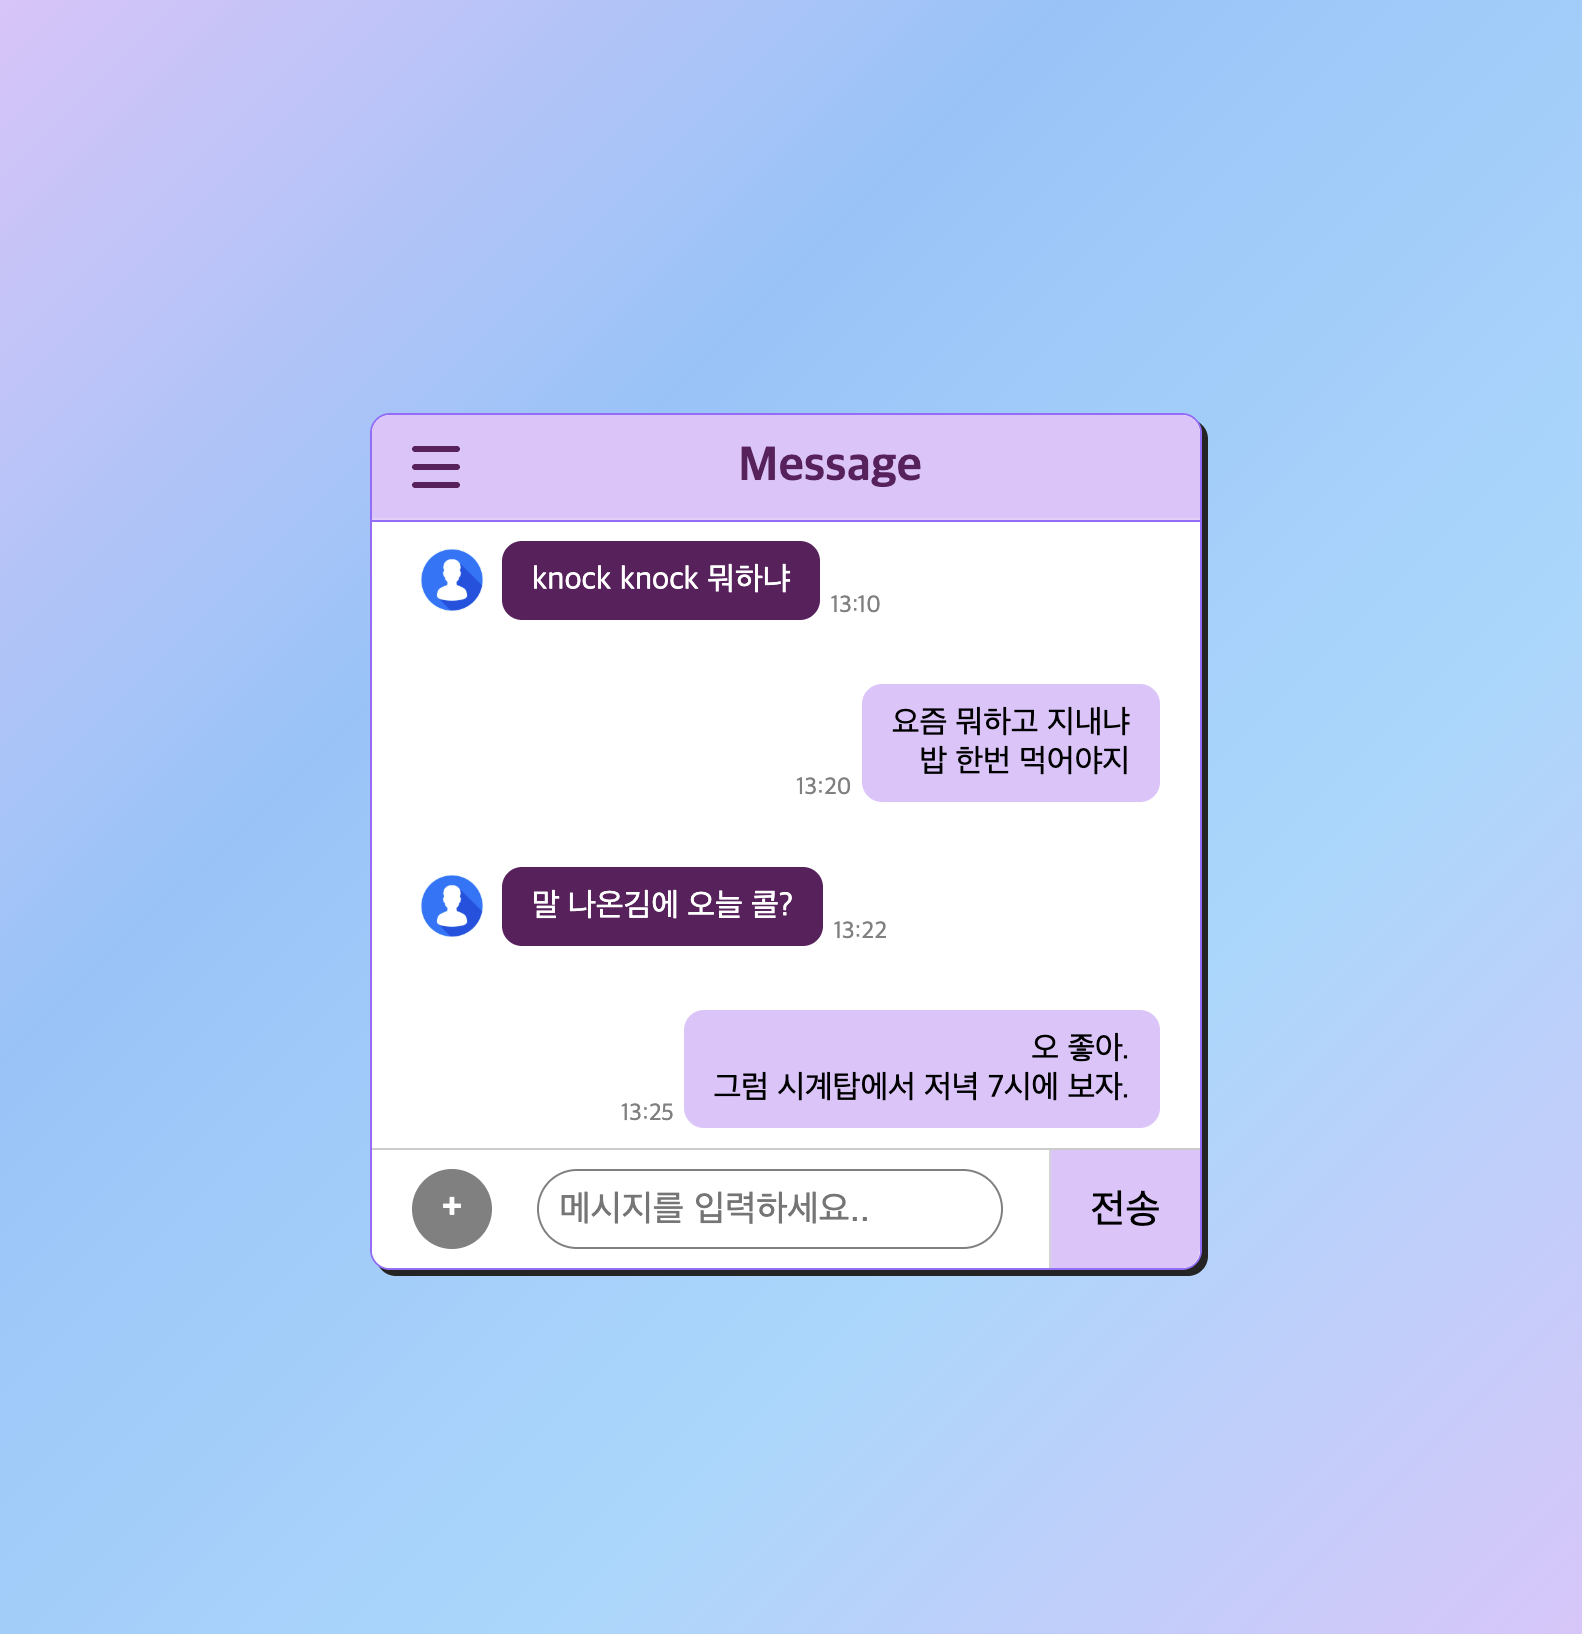 Message
knock knock 뭐하냐
13:10
요즘 뭐하고 지내냐
밥 한번 먹어야지
13:20
말 나온김에 오늘 콜?
13:22
오 좋아.
그럼 시계탑에서 저녁 7시에 보자.
13:25
+
메시지를 입력하세요..
전송